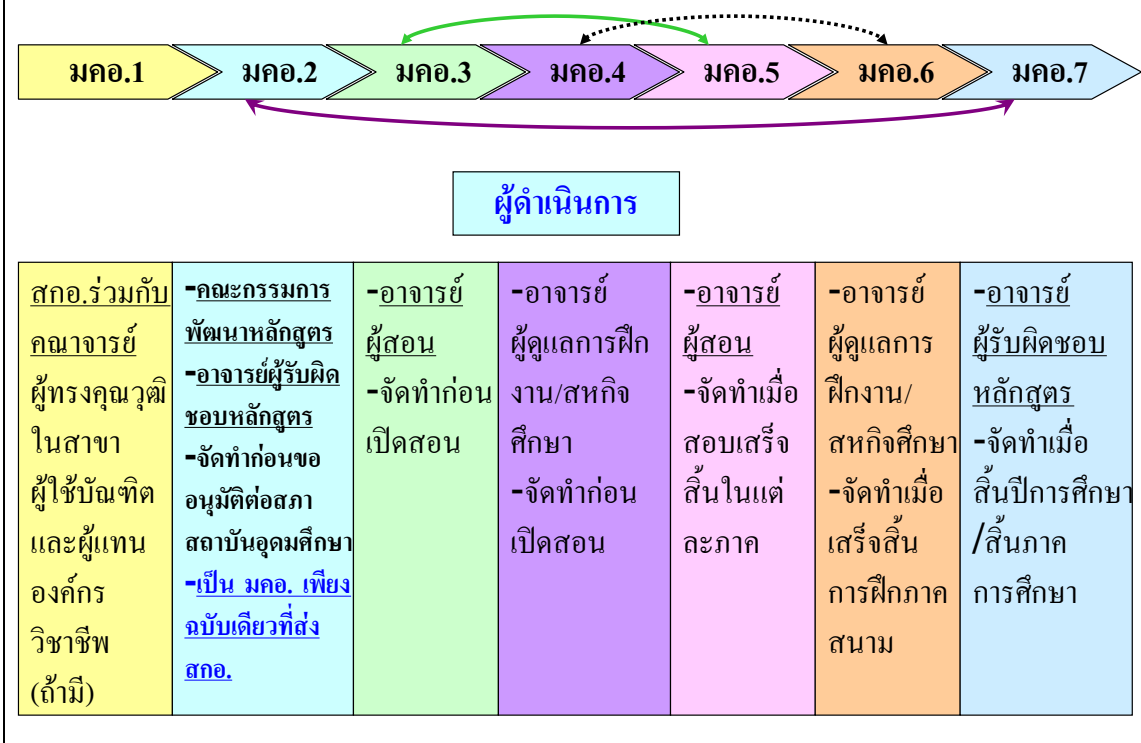 มคอ.1 มคอ.2 มคอ.3 มคอ.4 มคอ.5 มคอ.6 มคอ.7
ผู้ดำเนินการ
สกอ.ร่วมกับ
คณาจารย์
ผู้ทรงคุณวุฒิ
ในสาขา
ผู้ใช้บัณฑิต
และผู้แทน
องค์กร
วิชาชีพ
(ถ้ามี)
-คณะกรรมการ
พัฒนาหลักสูตร
-อาจารย์ผู้รับผิด
ชอบหลักสูตร
-จัดทำก่อนขอ
อนุมัติต่อสภา
สถาบันอุดมศึกษา
-เป็น มคอ. เพียง
ฉบับเดียวที่ส่ง
สกอ.
-อาจารย์
ผู้สอน
-จัดทำก่อน
เปิดสอน
-อาจารย์
ผู้ดูแลการฝึก
งาน/สหกิจ
ศึกษา
-จัดทำก่อน
เปิดสอน
-อาจารย์
ผู้สอน
-จัดทำเมื่อ
สอบเสร็จ
สิ้นในแต่
ละภาค
-อาจารย์
ผู้ดูแลการ
ฝึกงาน/
สหกิจศึกษา
-จัดทำเมื่อ
เสร็จสิ้น
การฝึกภาค
สนาม
-อาจารย์
ผู้รับผิดชอบ
หลักสูตร
-จัดทำเมื่อ
สิ้นปีการศึกษา
/สิ้นภาค
การศึกษา